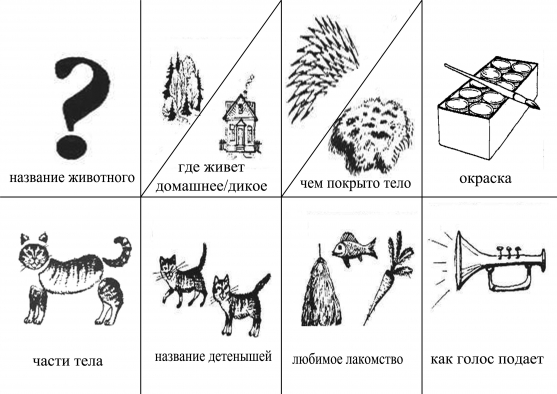 название животного
где живет
домашнее/дикое
чем покрыто тело
окраска
части тела
название детенышей
любимое лакомство
как голос подает